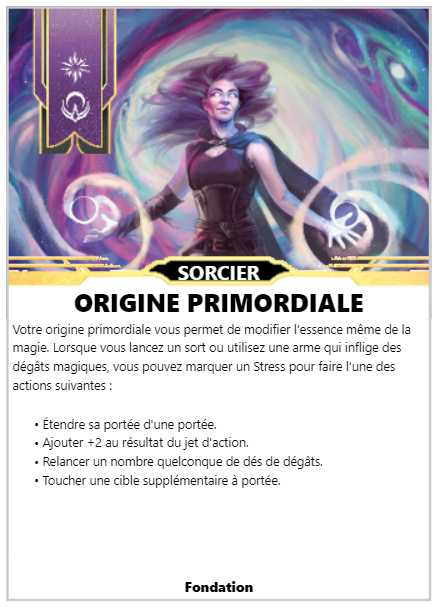 SORCIER
ORIGINE PRIMORDIALE
Votre origine primordiale vous permet de modifier l'essence même de la
magie. Lorsque vous lancez un sort ou utilisez une arme qui inflige des
dégâts magiques, vous pouvez marquer un Stress pour faire l'une des
actions suivantes :
• Étendre sa portée d'une portée.
• Ajouter +2 au résultat du jet d'action.
• Relancer un nombre quelconque de dés de dégâts.
• Toucher une cible supplémentaire à portée.
Fondation